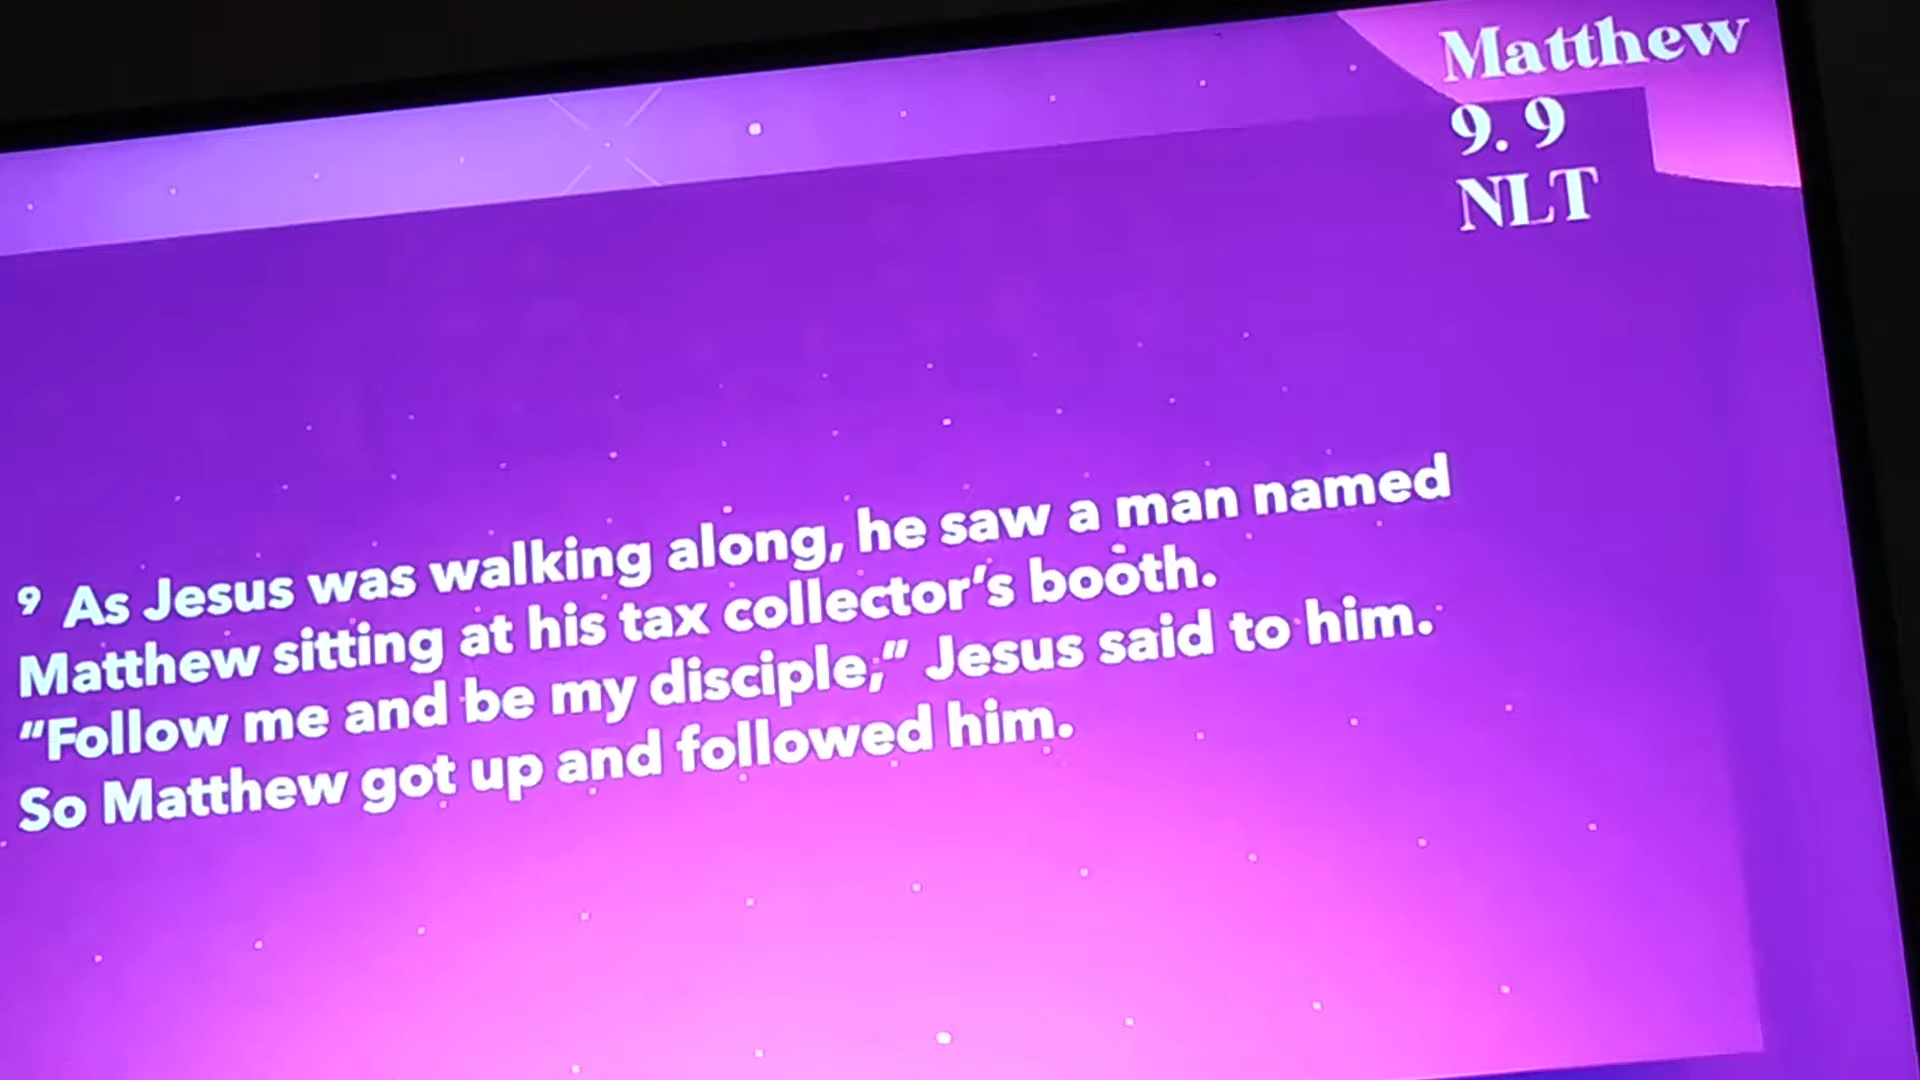 Matthew
9. 9
NLT
9 As Jesus was walking along, he saw a man named
Matthew sitting at his tax collector’s booth.
“Follow me and be my disciple,” Jesus said to him.
So Matthew got up and followed him.